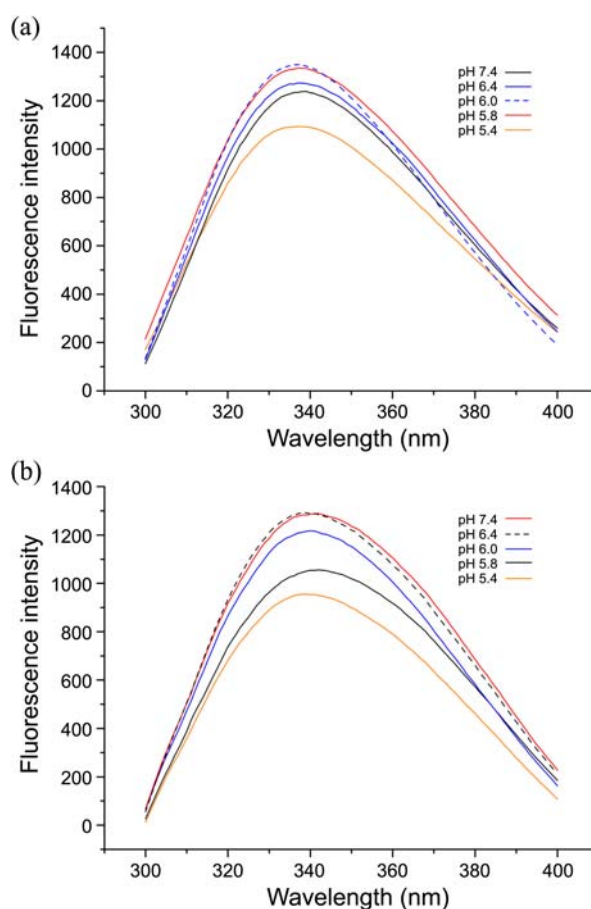 (a)
1400
1200
1000
800
600
400
200
0
Fluorescence intensity
pH 7.4
pH 6.4
pH 6.0
pH 5.8
pH 5.4
300 320 340 360 380 400
Wavelength (nm)
(b)
1400
1200
1000
800
600
400
200
0
Fluorescence intensity
pH 7.4
pH 6.4
pH 6.0
pH 5.8
pH 5.4
300 320 340 360 380 400
Wavelength (nm)